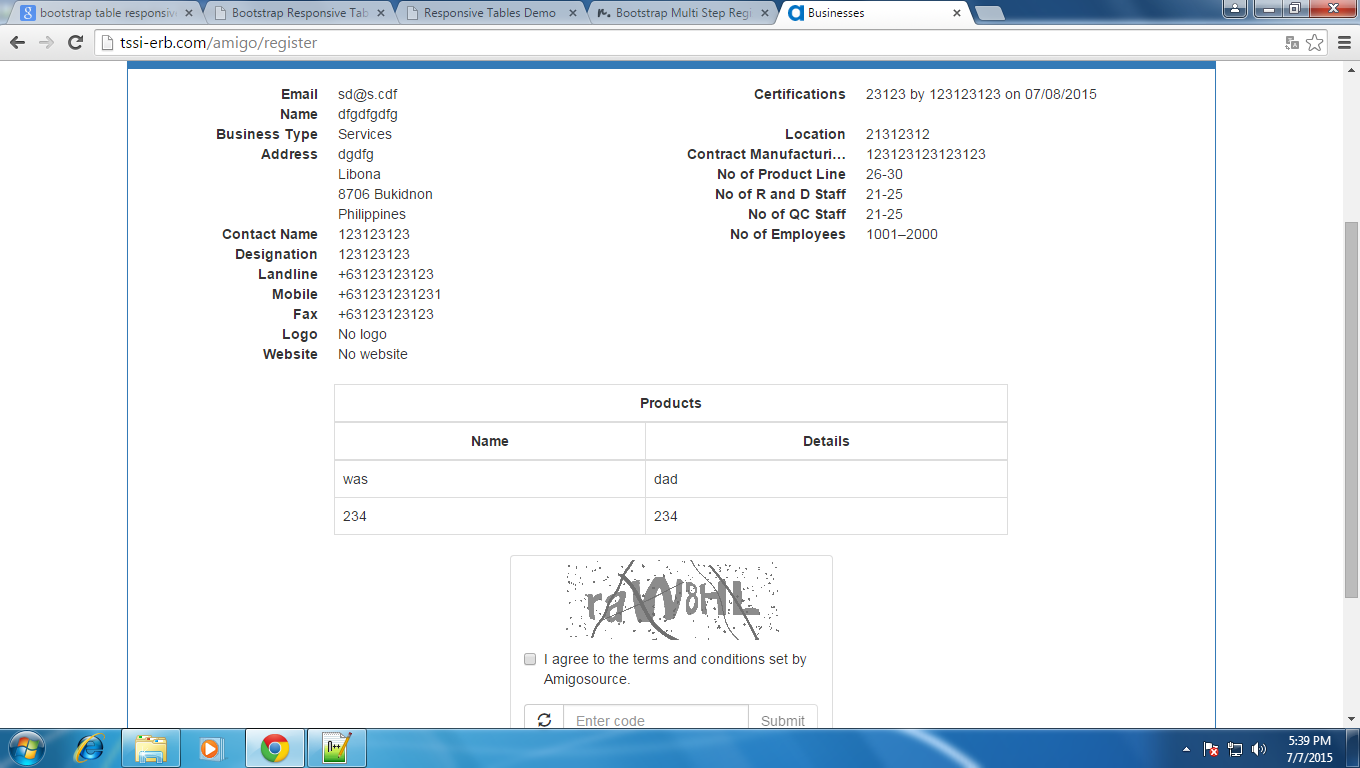 bootstrap table responsive
Bootstrap Responsive Tab
Responsive Tables Demo
Bootstrap Multi Step Regi
Businesses
tssi-erb.com/amigo/register
Email sd@s.cdf
Name dfgdfgdfg
Business Type Services
Address dgdfg
Libona
8706 Bukidnon
Philippines
Contact Name 123123123
Designation 123123123
Landline +63123123123
Mobile +631231231231
Fax +63123123123
Logo No logo
Website No website
Certifications 23123 by 123123123 on 07/08/2015
Location 21312312
Contract Manufacturi... 123123123123123
No of Product Line 26-30
No of R and D Staff 21-25
No of QC Staff 21-25
No of Employees 1001–2000
Products
Name Details
was dad
234 234
raW8HL
I agree to the terms and conditions set by
Amigosource.
Enter code Submit
5:39 PM
7/7/2015